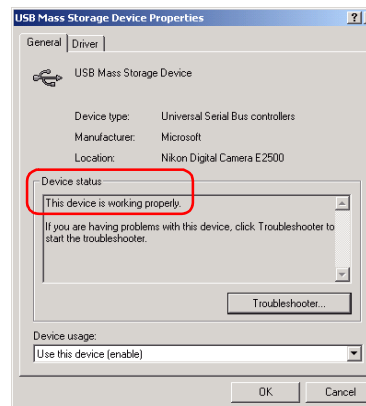 USB Mass Storage Device Properties
General Driver
USB Mass Storage Device
Device type: Universal Serial Bus controllers
Manufacturer: Microsoft
Location: Nikon Digital Camera E2500
Device status
This device is working properly.
If you are having problems with this device, click Troubleshooter to
start the troubleshooter.
Troubleshooter...
Device usage:
Use this device (enable)
OK Cancel